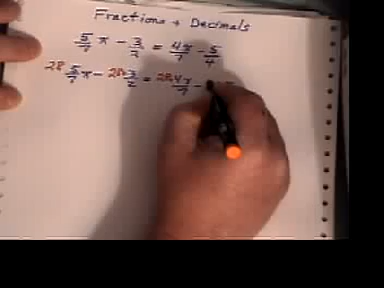 Fractions + Decimals
5/7 x - 3/2 = 4x/7 - 5/4
28 5/7 x - 28 3/2 = 28 4x/7 -